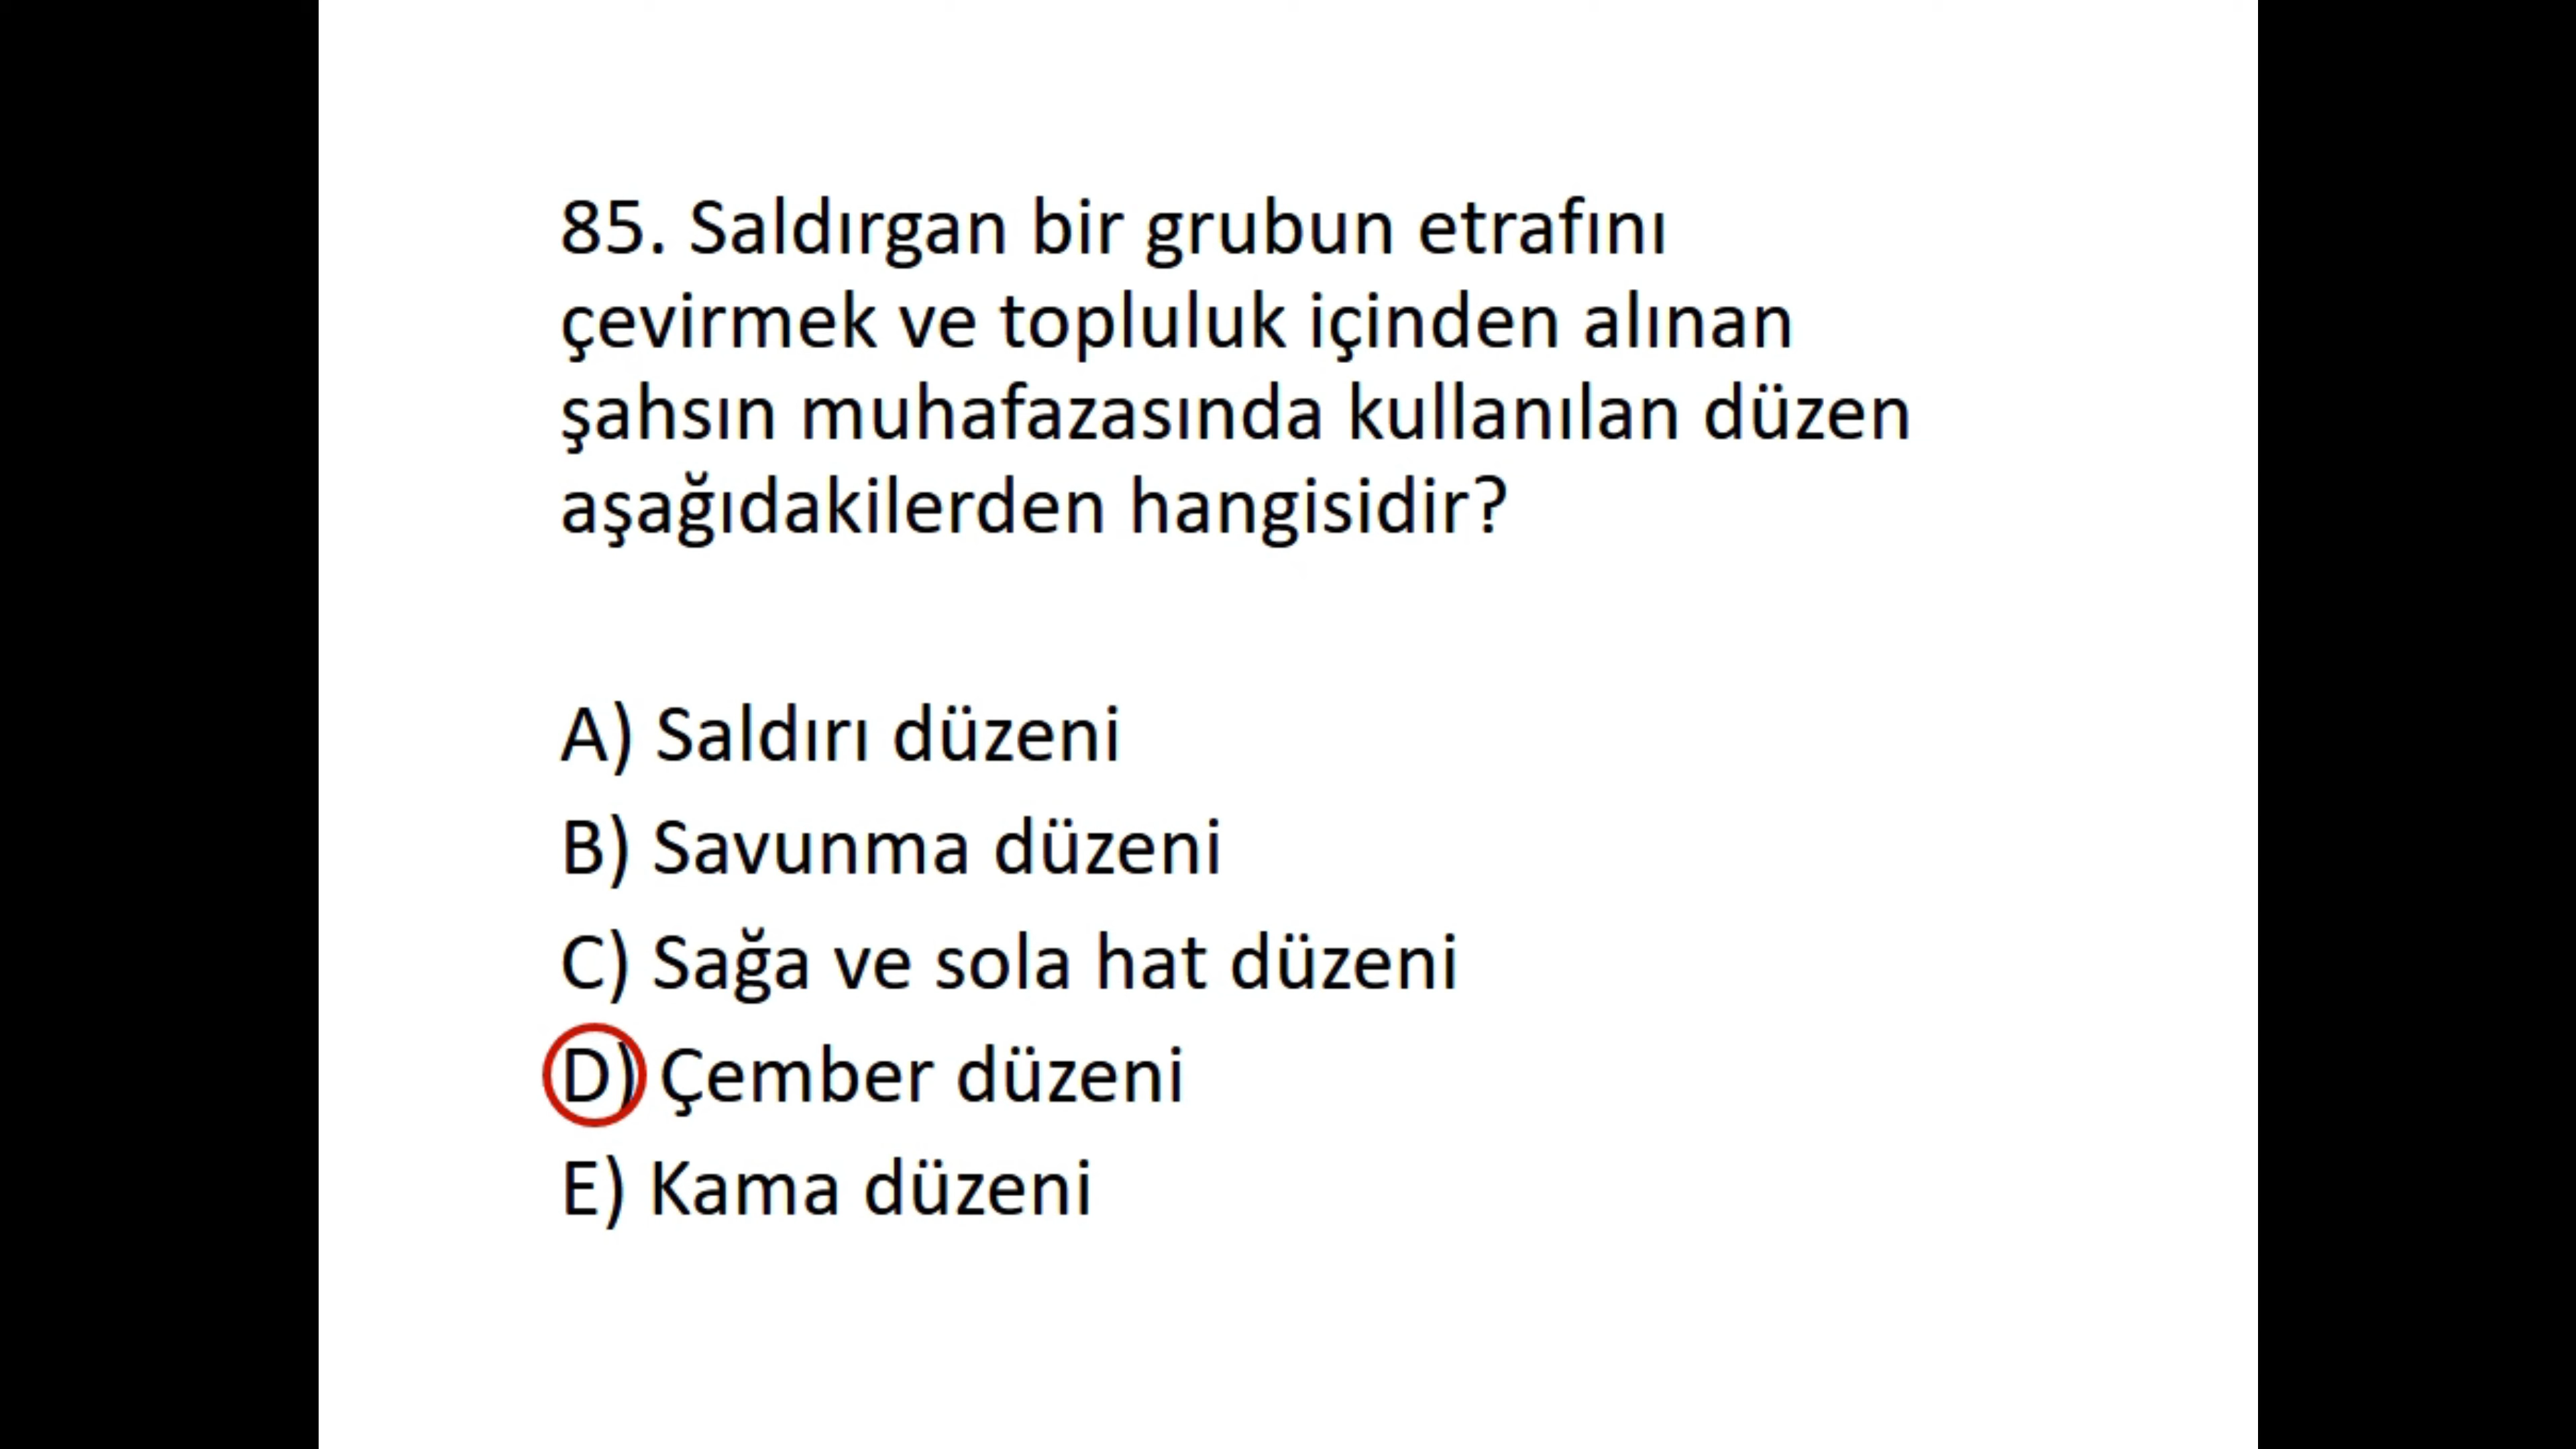 85. Saldırgan bir grubun etrafını
çevirmek ve topluluk içinden alınan
şahsın muhafazasında kullanılan düzen
aşağıdakilerden hangisidir?
A) Saldırı düzeni
B) Savunma düzeni
C) Sağa ve sola hat düzeni
D) Çember düzeni
E) Kama düzeni